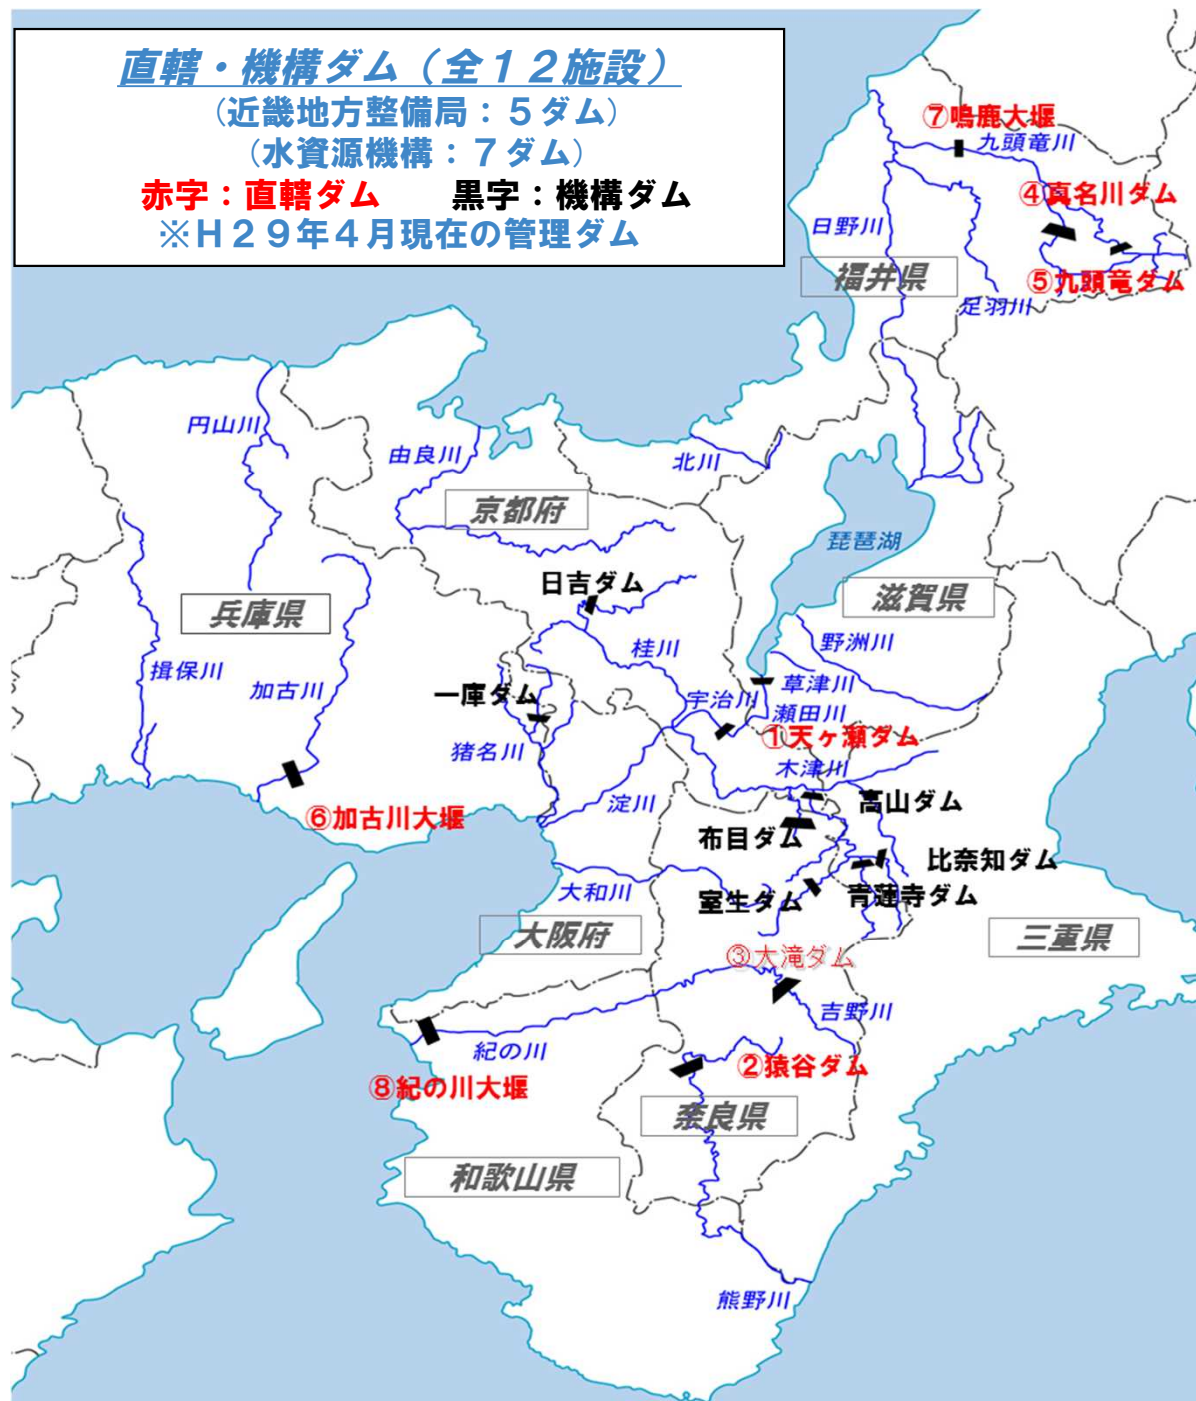 直轄・機構ダム（全１２施設）
（近畿地方整備局：５ダム）
（水資源機構：７ダム）
赤字：直轄ダム　黒字：機構ダム
※Ｈ２９年４月現在の管理ダム
⑦鳴鹿大堰
九頭竜川
④真名川ダム
日野川
福井県
⑤九頭竜ダム
足羽川
円山川
由良川
北川
京都府
琵琶湖
日吉ダム
滋賀県
兵庫県
野洲川
桂川
揖保川
加古川
草津川
一庫ダム
宇治川
瀬田川
①天ヶ瀬ダム
猪名川
木津川
淀川
高山ダム
⑥加古川大堰
布目ダム
比奈知ダム
大和川
室生ダム
青蓮寺ダム
大阪府
三重県
③大滝ダム
吉野川
紀の川
②猿谷ダム
⑧紀の川大堰
奈良県
和歌山県
熊野川